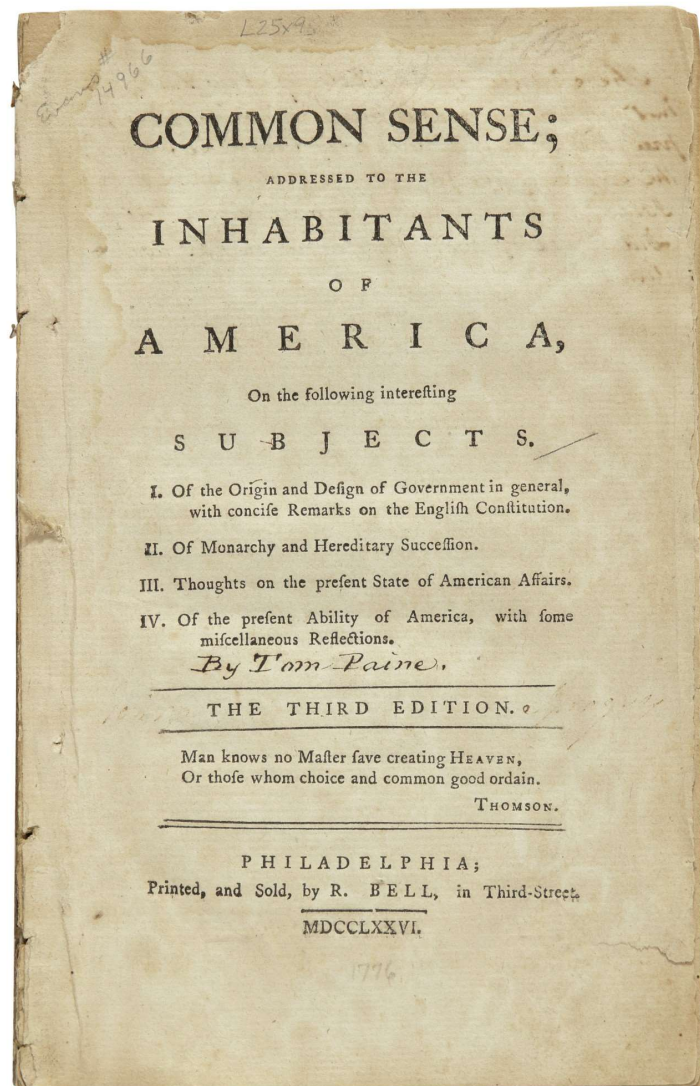 L25x9
Evans #
14966
COMMON SENSE;
ADDRESSED TO THE
INHABITANTS
OF
AMERICA,
On the following intereſting
SUBJECTS.
I. Of the Origin and Deſign of Government in general,
with conciſe Remarks on the Engliſh Conſtitution.
II. Of Monarchy and Hereditary Succeſſion.
III. Thoughts on the preſent State of American Affairs.
IV. Of the preſent Ability of America, with ſome
miſcellaneous Reflections.
By Tom Paine.
THE THIRD EDITION.
Man knows no Maſter ſave creating HEAVEN,
Or thoſe whom choice and common good ordain.
THOMSON.
PHILADELPHIA;
Printed, and Sold, by R. BELL, in Third-Street.
MDCCLXXVI.
1776